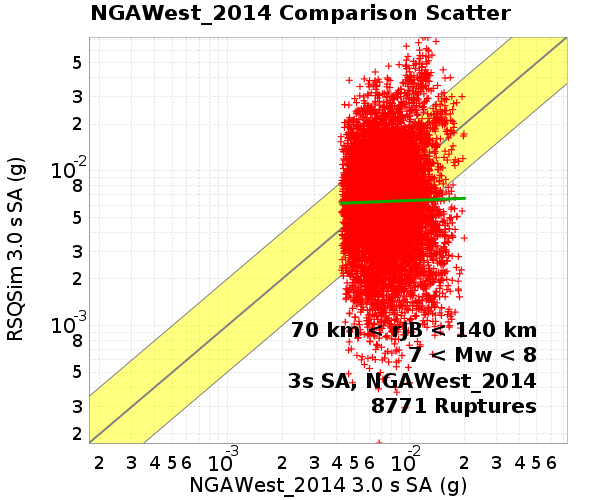 NGAWest_2014 Comparison Scatter
5
3
2
10-2
8
5
3
2
10-3
8
5
3
2
RSQSim 3.0 s SA (g)
70 km < rJB < 140 km
7 < Mw < 8
3s SA, NGAWest_2014
8771 Ruptures
2 3 4 5 6 10-3 2 3 4 5 6 10-2 2 3 4 5 6
NGAWest_2014 3.0 s SA (g)